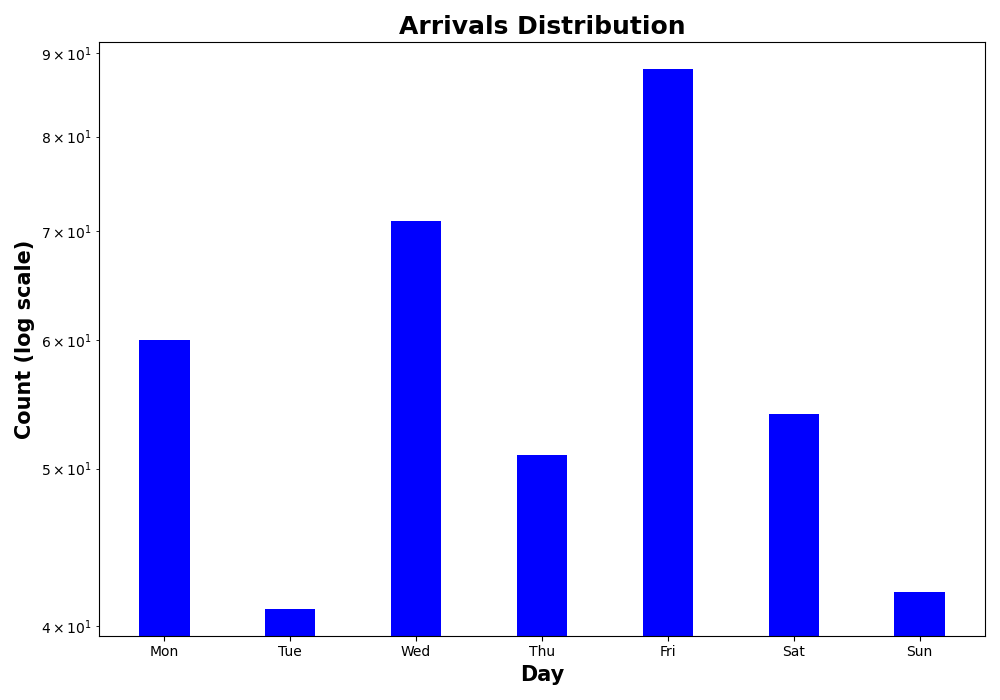 Arrivals Distribution
9 × 10¹
8 × 10¹
7 × 10¹
6 × 10¹
5 × 10¹
4 × 10¹
Count (log scale)
Mon Tue Wed Thu Fri Sat Sun
Day